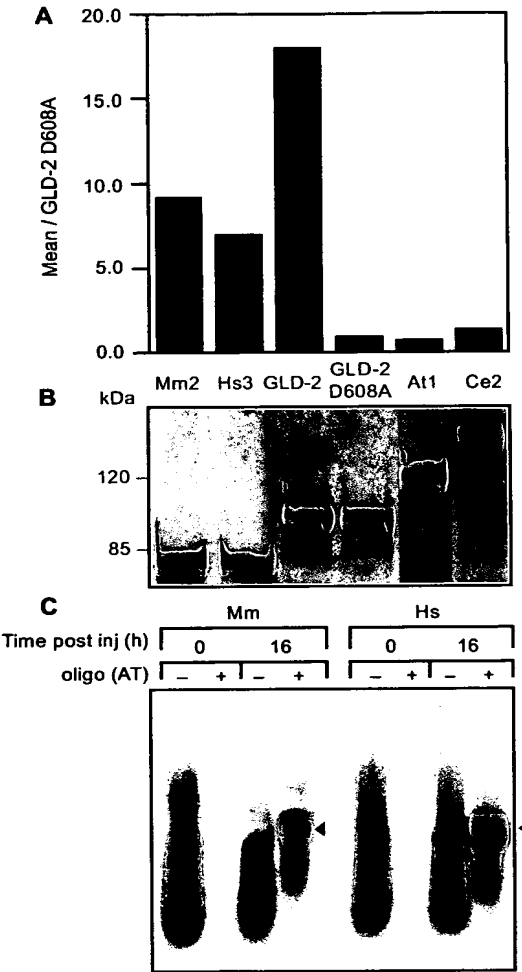 A
20.0
15.0
10.0
5.0
0.0
Mean / GLD-2 D608A
Mm2 Hs3 GLD-2 GLD-2 D608A At1 Ce2
B
kDa
120
85
C
Mm Hs
Time post inj (h) 0 16 0 16
oligo (AT) – + – + – + – +